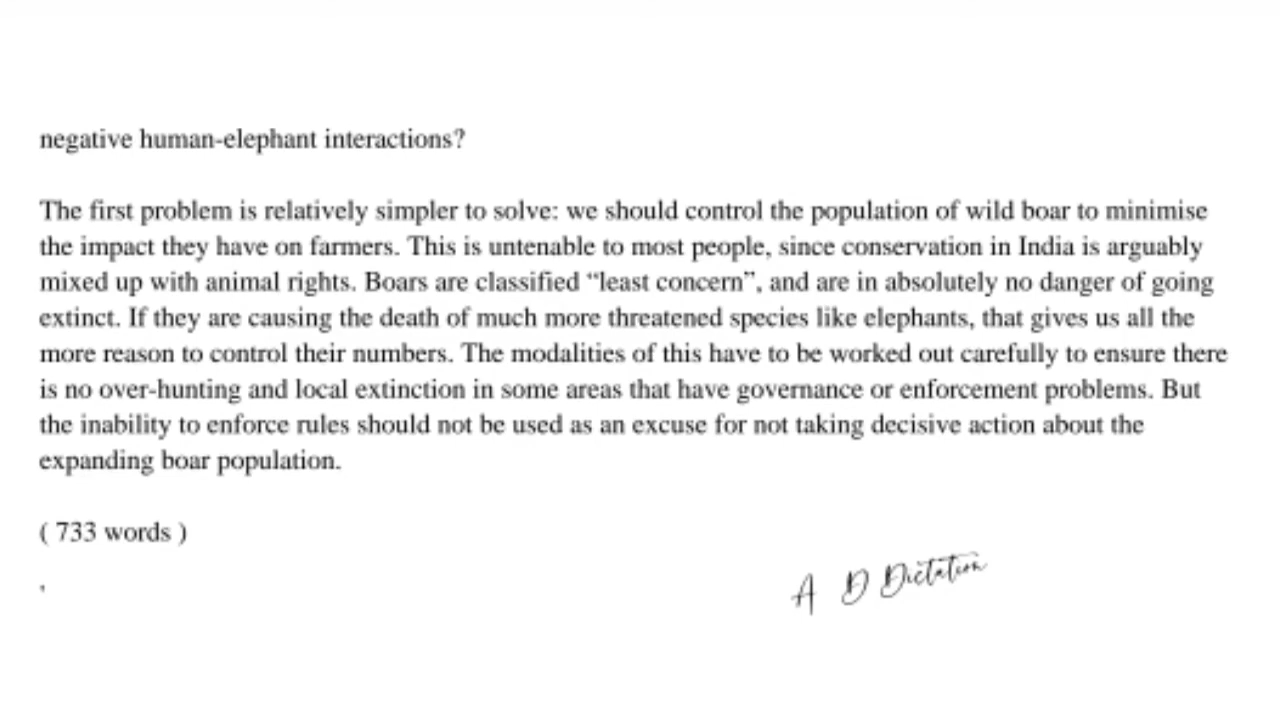 negative human-elephant interactions?
The first problem is relatively simpler to solve: we should control the population of wild boar to minimise
the impact they have on farmers. This is untenable to most people, since conservation in India is arguably
mixed up with animal rights. Boars are classified “least concern”, and are in absolutely no danger of going
extinct. If they are causing the death of much more threatened species like elephants, that gives us all the
more reason to control their numbers. The modalities of this have to be worked out carefully to ensure there
is no over-hunting and local extinction in some areas that have governance or enforcement problems. But
the inability to enforce rules should not be used as an excuse for not taking decisive action about the
expanding boar population.
( 733 words )
A D Dictation